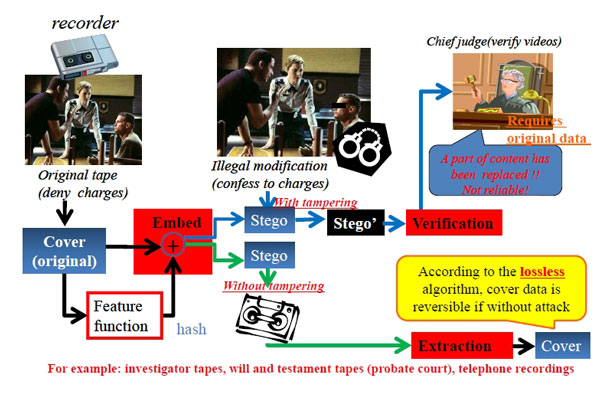 recorder
Chief judge(verify videos)
Requires
original data
Original tape
(deny charges)
Illegal modification
(confess to charges)
A part of content has
been replaced !!
Not reliable!
With tampering
Embed
Stego
Stego’
Verification
Cover
(original)
+
Stego
Without tampering
According to the lossless
algorithm, cover data is
reversible if without attack
Feature
function
hash
Extraction
Cover
For example: investigator tapes, will and testament tapes (probate court), telephone recordings